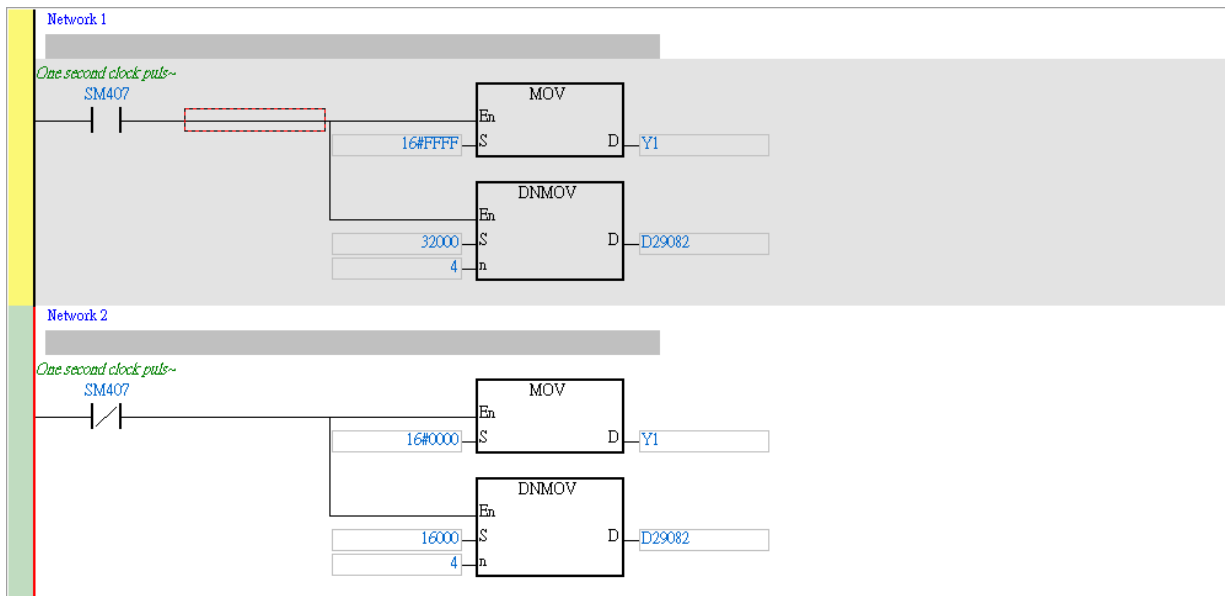 Network 1
One second clock puls~
SM407
MOV
En
16#FFFF S D Y1
DNMOV
En
32000 S D D29082
4 n
Network 2
One second clock puls~
SM407
MOV
En
16#0000 S D Y1
DNMOV
En
16000 S D D29082
4 n